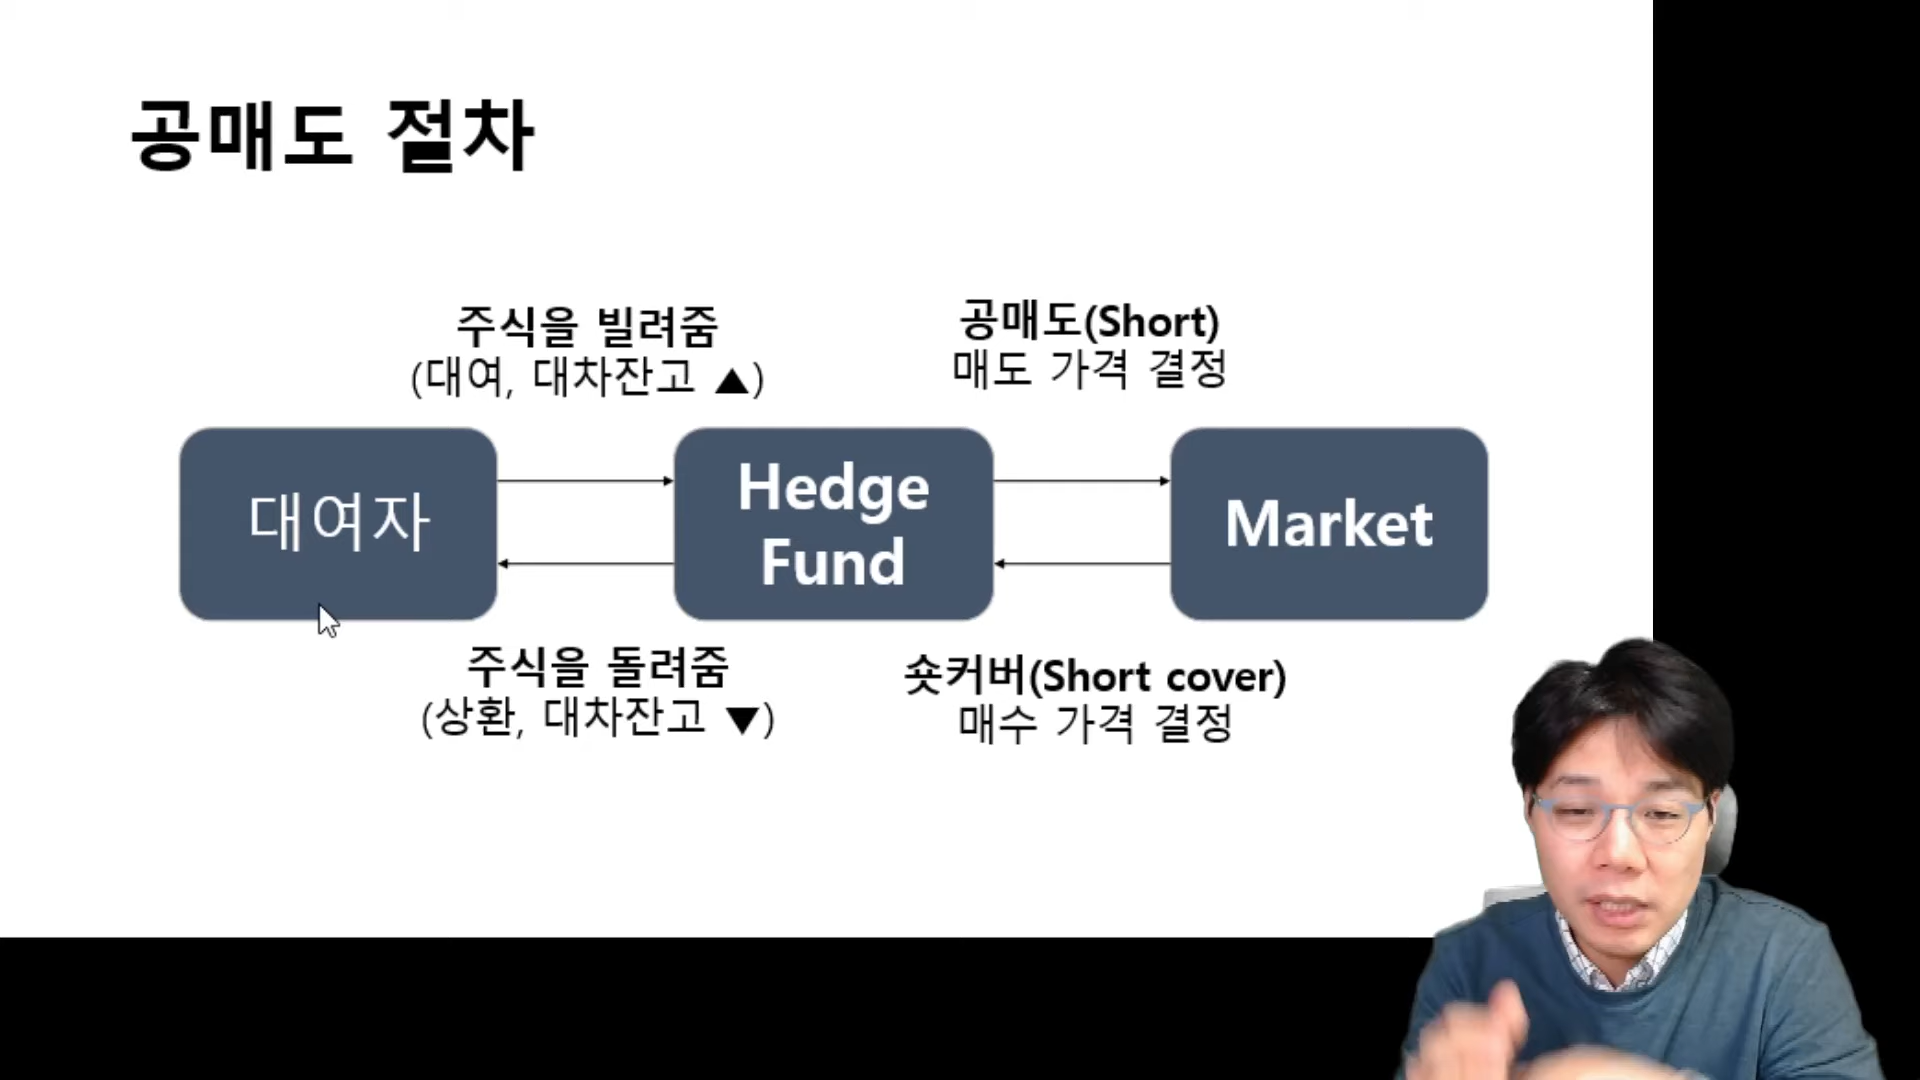 공매도 절차
주식을 빌려줌
(대여, 대차잔고 ▲)
공매도(Short)
매도 가격 결정
대여자
Hedge
Fund
Market
주식을 돌려줌
(상환, 대차잔고 ▼)
숏커버(Short cover)
매수 가격 결정